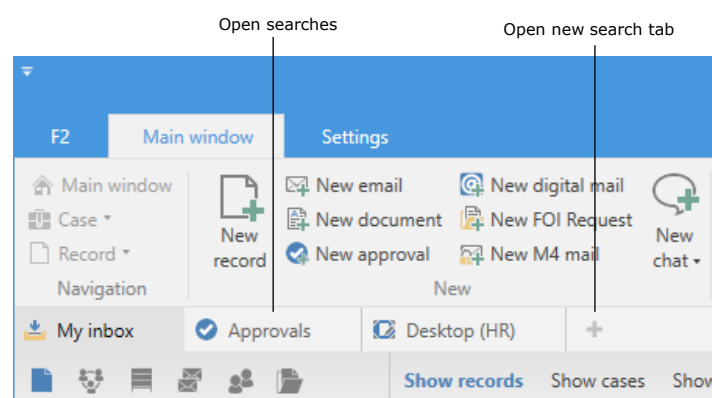 Open searches
Open new search tab
F2 Main window Settings
Main window New email New digital mail
Case New document New FOI Request
New record
New chat
Record New approval New M4 mail
Navigation New
My inbox Approvals Desktop (HR) +
Show records Show cases Show